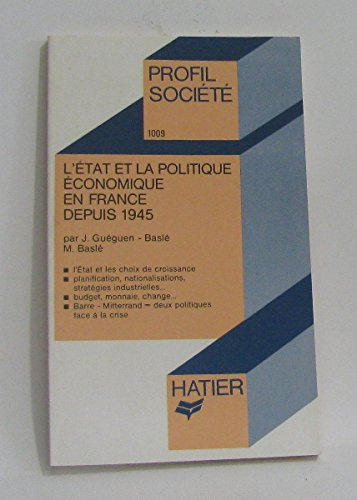 PROFIL
SOCIÉTÉ
1009
L'ÉTAT ET LA POLITIQUE
ÉCONOMIQUE
EN FRANCE
DEPUIS 1945
par J. Guéguen - Baslé
M. Baslé
■ l'État et les choix de croissance
■ planification, nationalisations,
stratégies industrielles...
■ budget, monnaie, change...
■ Barre - Mitterrand = deux politiques
face à la crise
HATIER